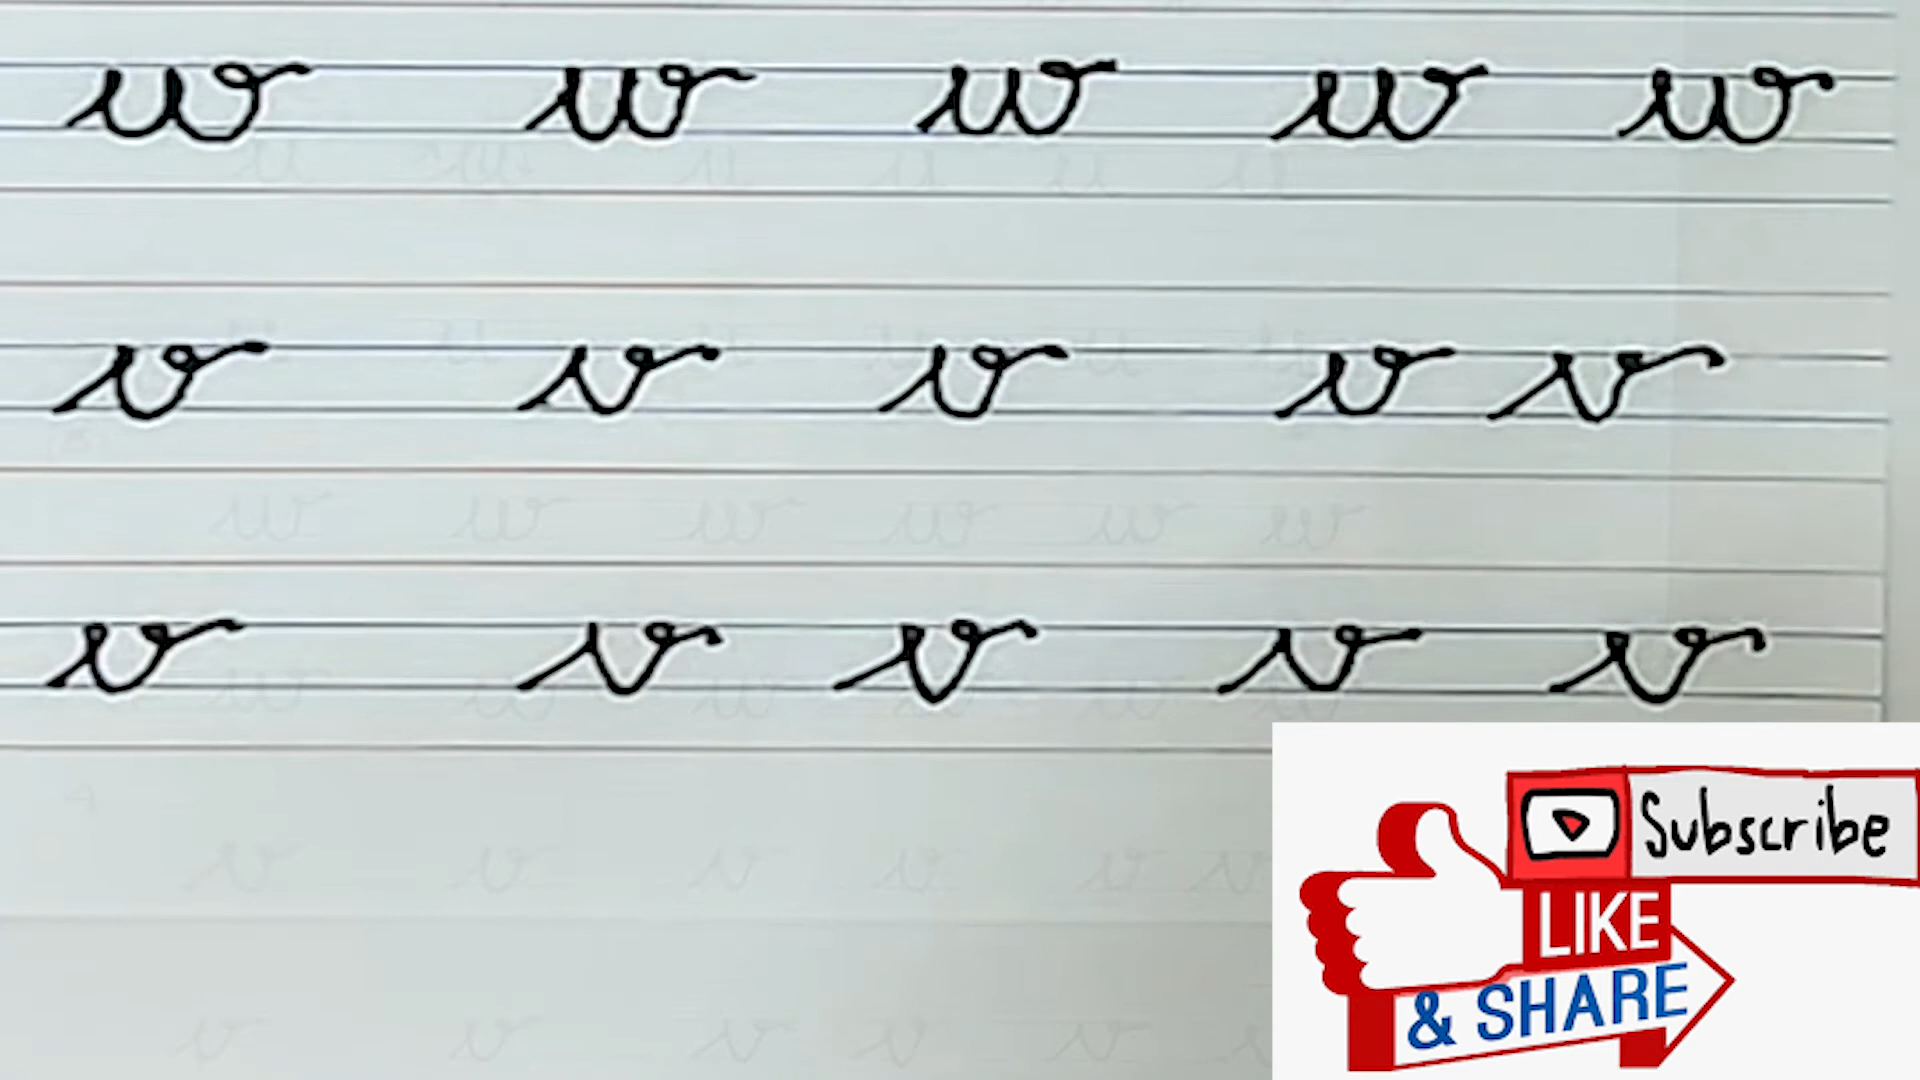 w w w w w
v v v v v
v v v v v
Subscribe
LIKE
& SHARE